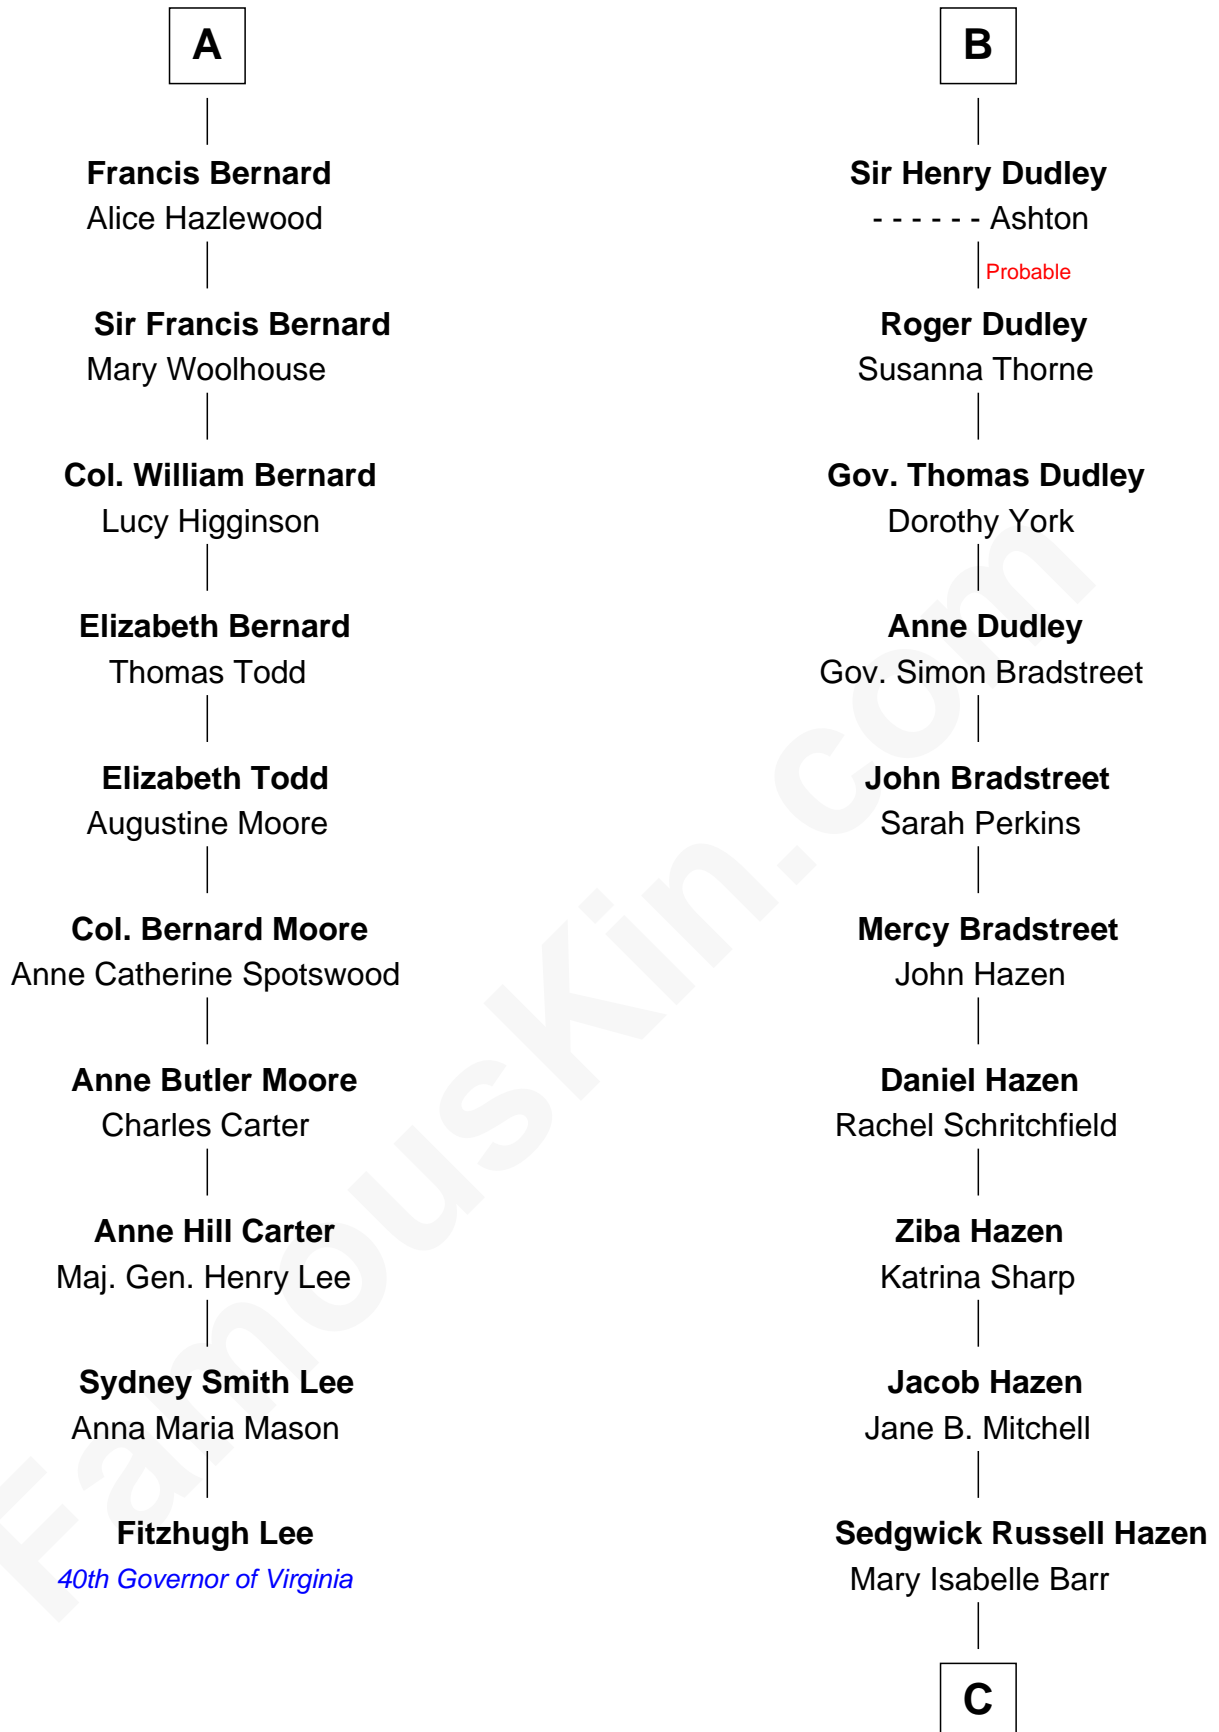 A
Francis Bernard
Alice Hazlewood
Sir Francis Bernard
Mary Woolhouse
Col. William Bernard
Lucy Higginson
Elizabeth Bernard
Thomas Todd
Elizabeth Todd
Augustine Moore
Col. Bernard Moore
Anne Catherine Spotswood
Anne Butler Moore
Charles Carter
Anne Hill Carter
Maj. Gen. Henry Lee
Sydney Smith Lee
Anna Maria Mason
Fitzhugh Lee
40th Governor of Virginia
B
Sir Henry Dudley
- - - - - - Ashton
Probable
Roger Dudley
Susanna Thorne
Gov. Thomas Dudley
Dorothy York
Anne Dudley
Gov. Simon Bradstreet
John Bradstreet
Sarah Perkins
Mercy Bradstreet
John Hazen
Daniel Hazen
Rachel Schritchfield
Ziba Hazen
Katrina Sharp
Jacob Hazen
Jane B. Mitchell
Sedgwick Russell Hazen
Mary Isabelle Barr
C
FamousKin.com